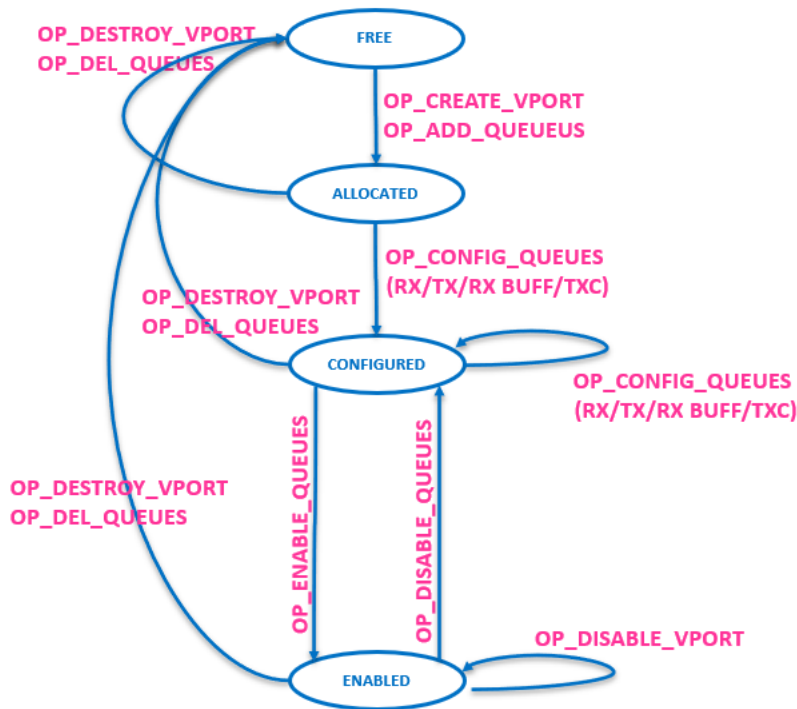 OP_DESTROY_VPORT
OP_DEL_QUEUES
FREE
OP_CREATE_VPORT
OP_ADD_QUEUEUS
ALLOCATED
OP_CONFIG_QUEUES
(RX/TX/RX BUFF/TXC)
OP_DESTROY_VPORT
OP_DEL_QUEUES
CONFIGURED
OP_CONFIG_QUEUES
(RX/TX/RX BUFF/TXC)
OP_DESTROY_VPORT
OP_DEL_QUEUES
OP_ENABLE_QUEUES
OP_DISABLE_QUEUES
OP_DISABLE_VPORT
ENABLED